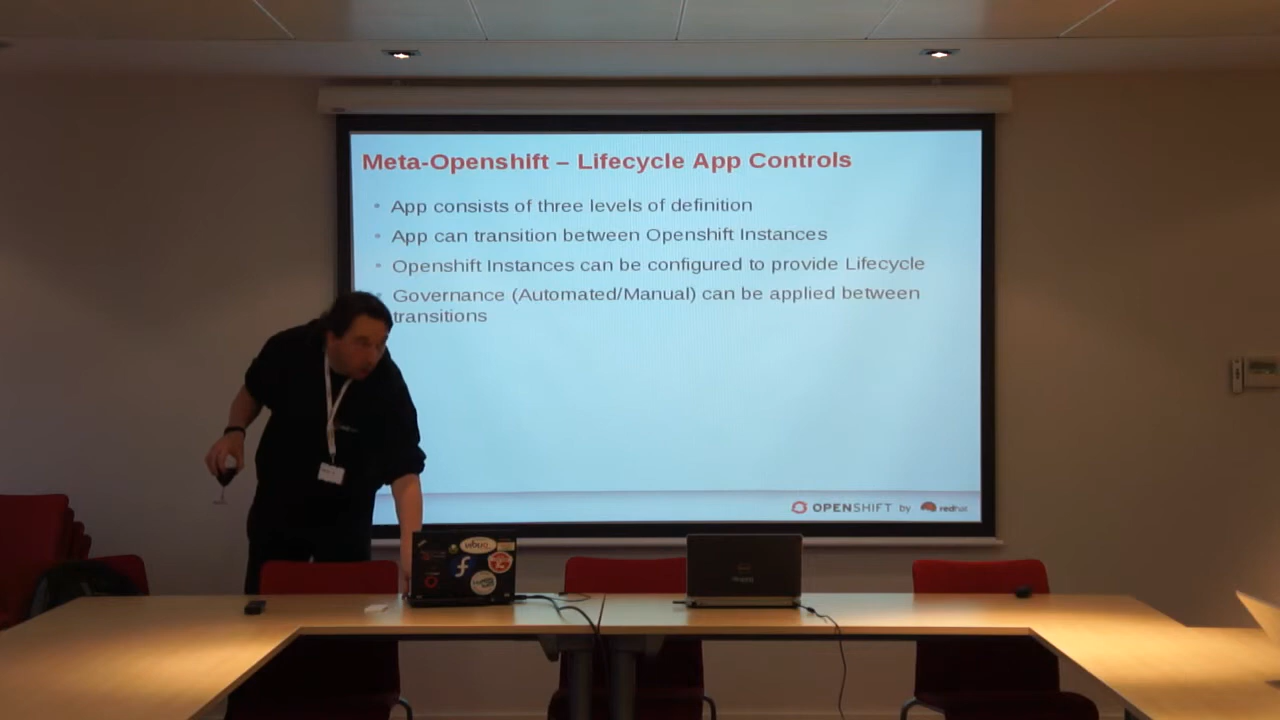 Meta-Openshift – Lifecycle App Controls
App consists of three levels of definition
App can transition between Openshift Instances
Openshift Instances can be configured to provide Lifecycle
Governance (Automated/Manual) can be applied between
transitions
OPENSHIFT by redhat